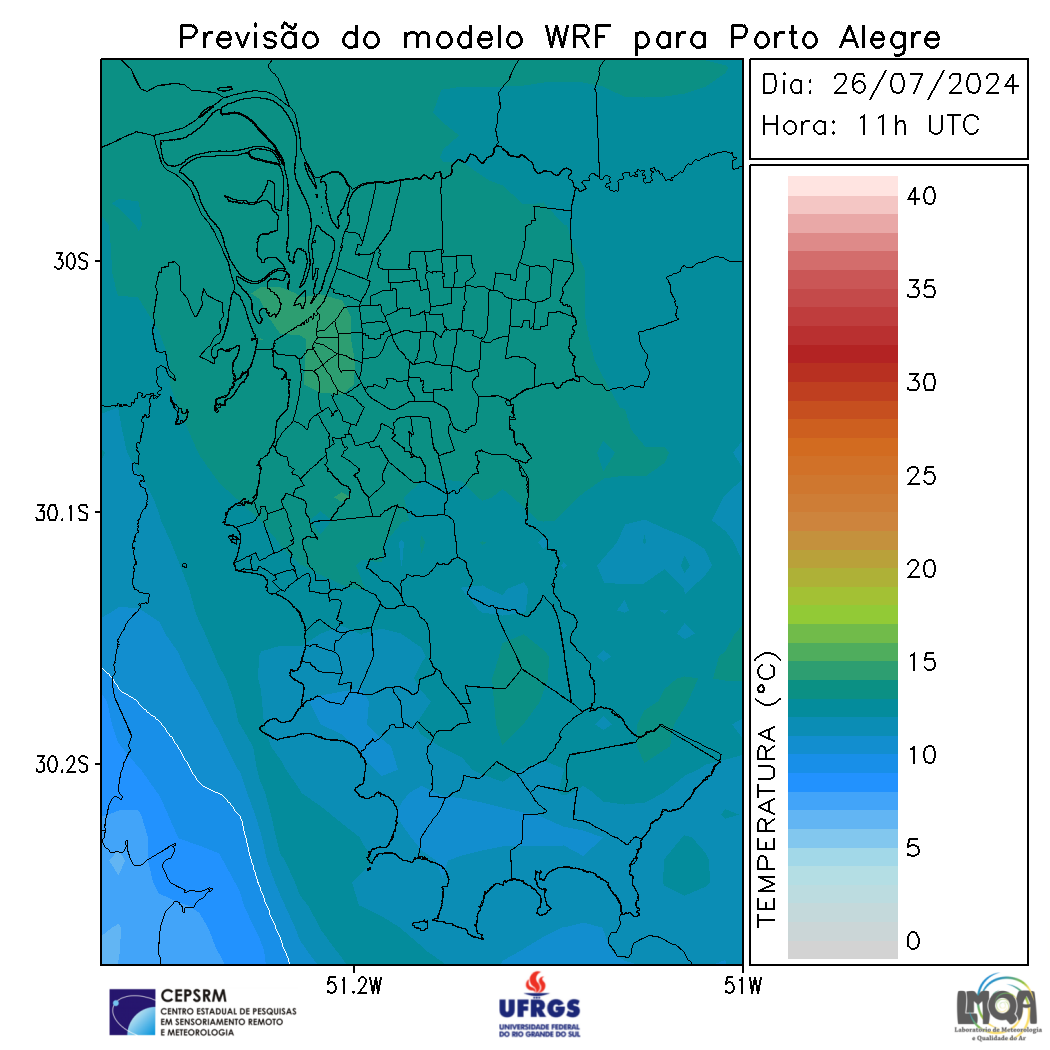 Previsão do modelo WRF para Porto Alegre
Dia: 26/07/2024
Hora: 11h UTC
30S
30.1S
30.2S
51.2W
51W
TEMPERATURA (°C)
40
35
30
25
20
15
10
5
0
CEPSRM
CENTRO ESTADUAL DE PESQUISAS
EM SENSORIAMENTO REMOTO
E METEOROLOGIA
UFRGS
UNIVERSIDADE FEDERAL
DO RIO GRANDE DO SUL
LMQA
Laboratório de Meteorologia
e Qualidade do Ar